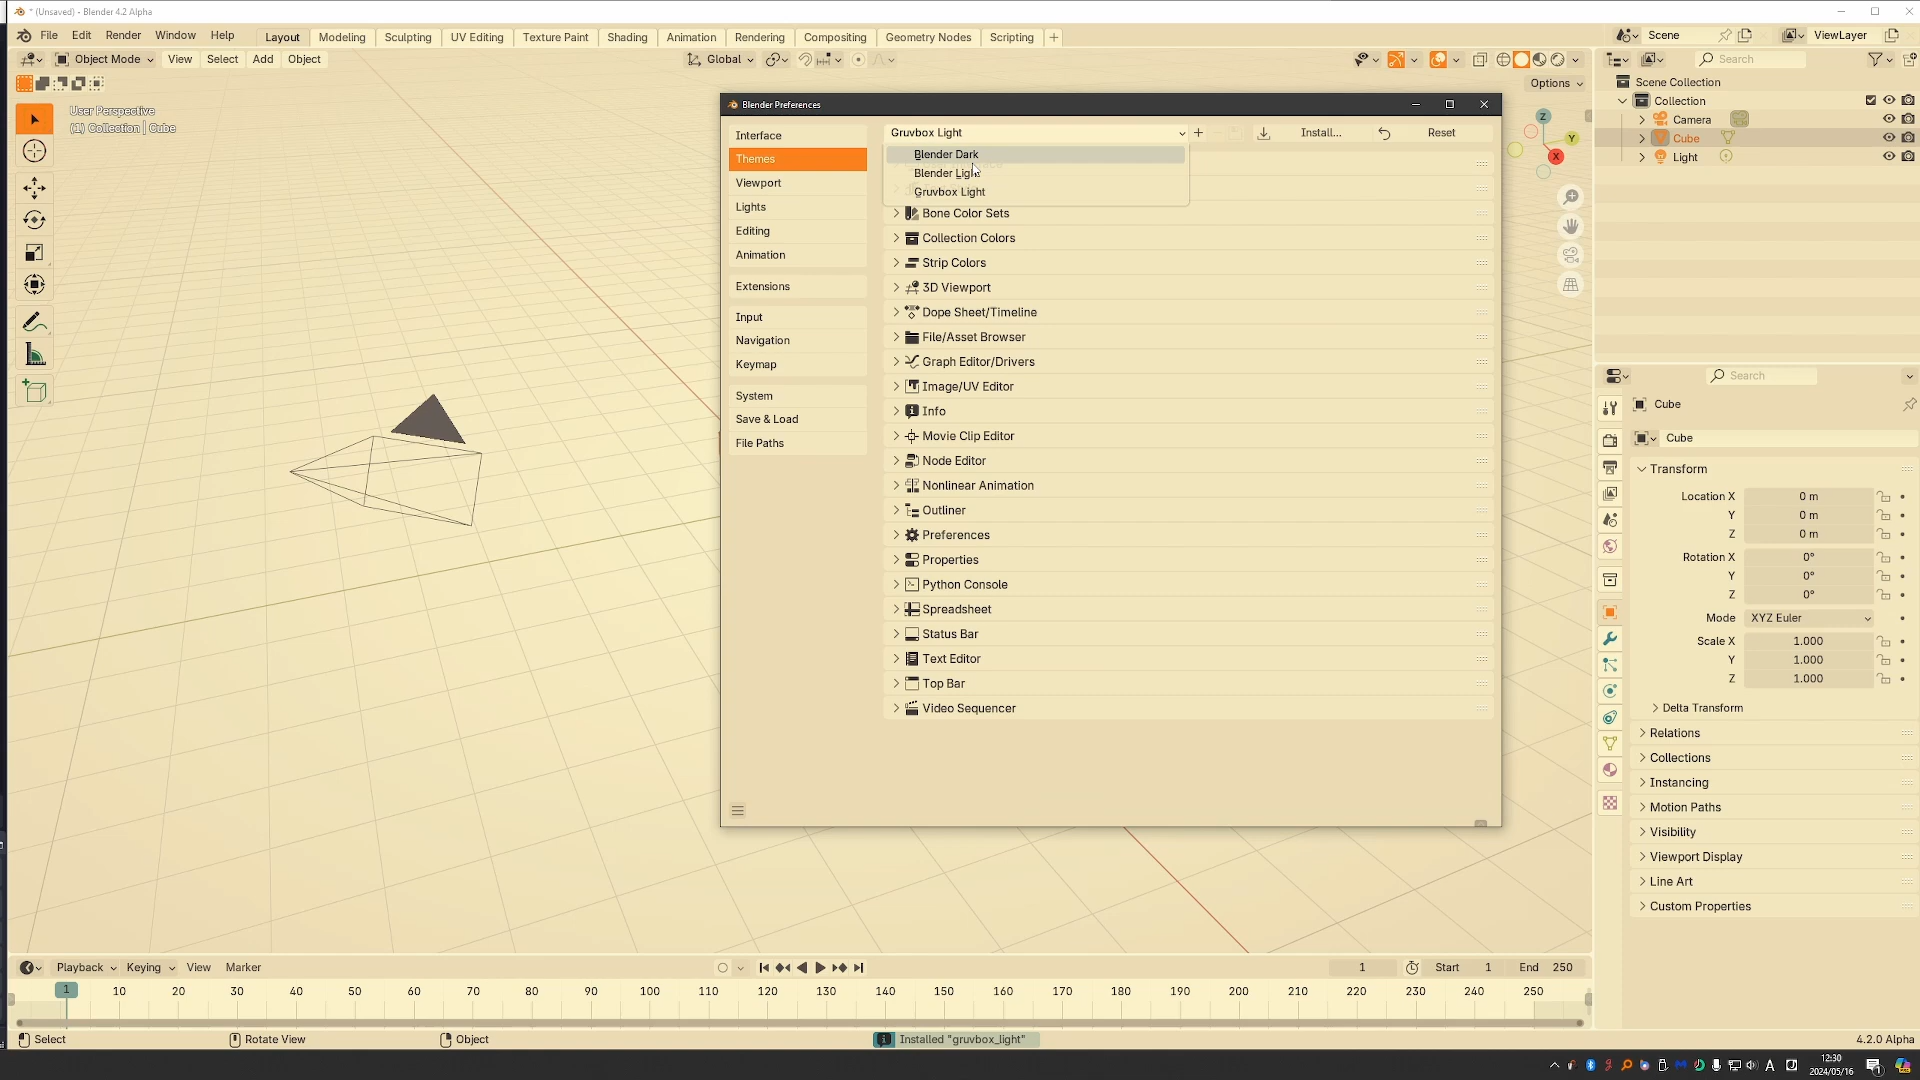 * (Unsaved) - Blender 4.2 Alpha
File Edit Render Window Help Layout Modeling Sculpting UV Editing Texture Paint Shading Animation Rendering Compositing Geometry Nodes Scripting + Scene ViewLayer
Object Mode View Select Add Object Global Search
Options
User Perspective
(1) Collection | Cube
Z
Y
X
Blender Preferences
Interface
Themes
Viewport
Lights
Editing
Animation
Extensions
Input
Navigation
Keymap
System
Save & Load
File Paths
Gruvbox Light Install... Reset
Blender Dark
Blender Light
Gruvbox Light
Bone Color Sets
Collection Colors
Strip Colors
3D Viewport
Dope Sheet/Timeline
File/Asset Browser
Graph Editor/Drivers
Image/UV Editor
Info
Movie Clip Editor
Node Editor
Nonlinear Animation
Outliner
Preferences
Properties
Python Console
Spreadsheet
Status Bar
Text Editor
Top Bar
Video Sequencer
Scene Collection
Collection
Camera
Cube
Light
Search
Cube
Cube
Transform
Location X 0 m
Y 0 m
Z 0 m
Rotation X 0°
Y 0°
Z 0°
Mode XYZ Euler
Scale X 1.000
Y 1.000
Z 1.000
Delta Transform
Relations
Collections
Instancing
Motion Paths
Visibility
Viewport Display
Line Art
Custom Properties
Playback Keying View Marker 1 Start 1 End 250
1 10 20 30 40 50 60 70 80 90 100 110 120 130 140 150 160 170 180 190 200 210 220 230 240 250
Select Rotate View Object Installed "gruvbox_light" 4.2.0 Alpha
A 12:30
2024/05/16